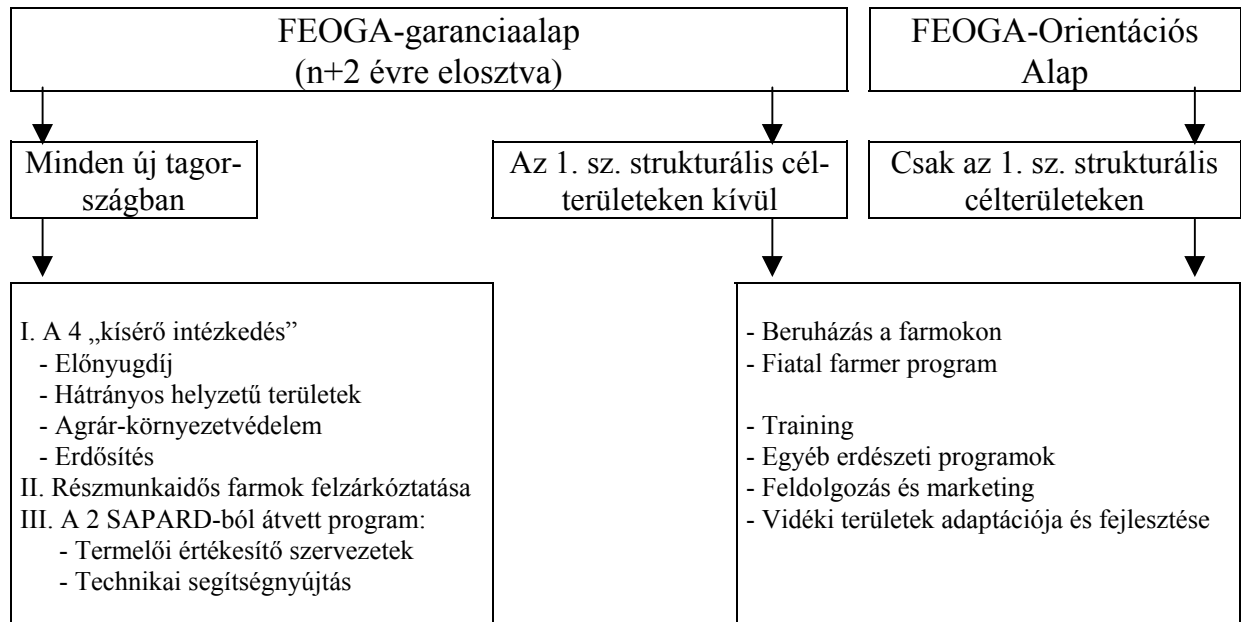 FEOGA-garanciaalap
(n+2 évre elosztva)
FEOGA-Orientációs
Alap
Minden új tagor-
szágban
Az 1. sz. strukturális cél-
területeken kívül
Csak az 1. sz. strukturális
célterületeken
I. A 4 „kísérő intézkedés”
- Előnyugdíj
- Hátrányos helyzetű területek
- Agrár-környezetvédelem
- Erdősítés
II. Részmunkaidős farmok felzárkóztatása
III. A 2 SAPARD-ból átvett program:
- Termelői értékesítő szervezetek
- Technikai segítségnyújtás
- Beruházás a farmokon
- Fiatal farmer program
- Training
- Egyéb erdészeti programok
- Feldolgozás és marketing
- Vidéki területek adaptációja és fejlesztése